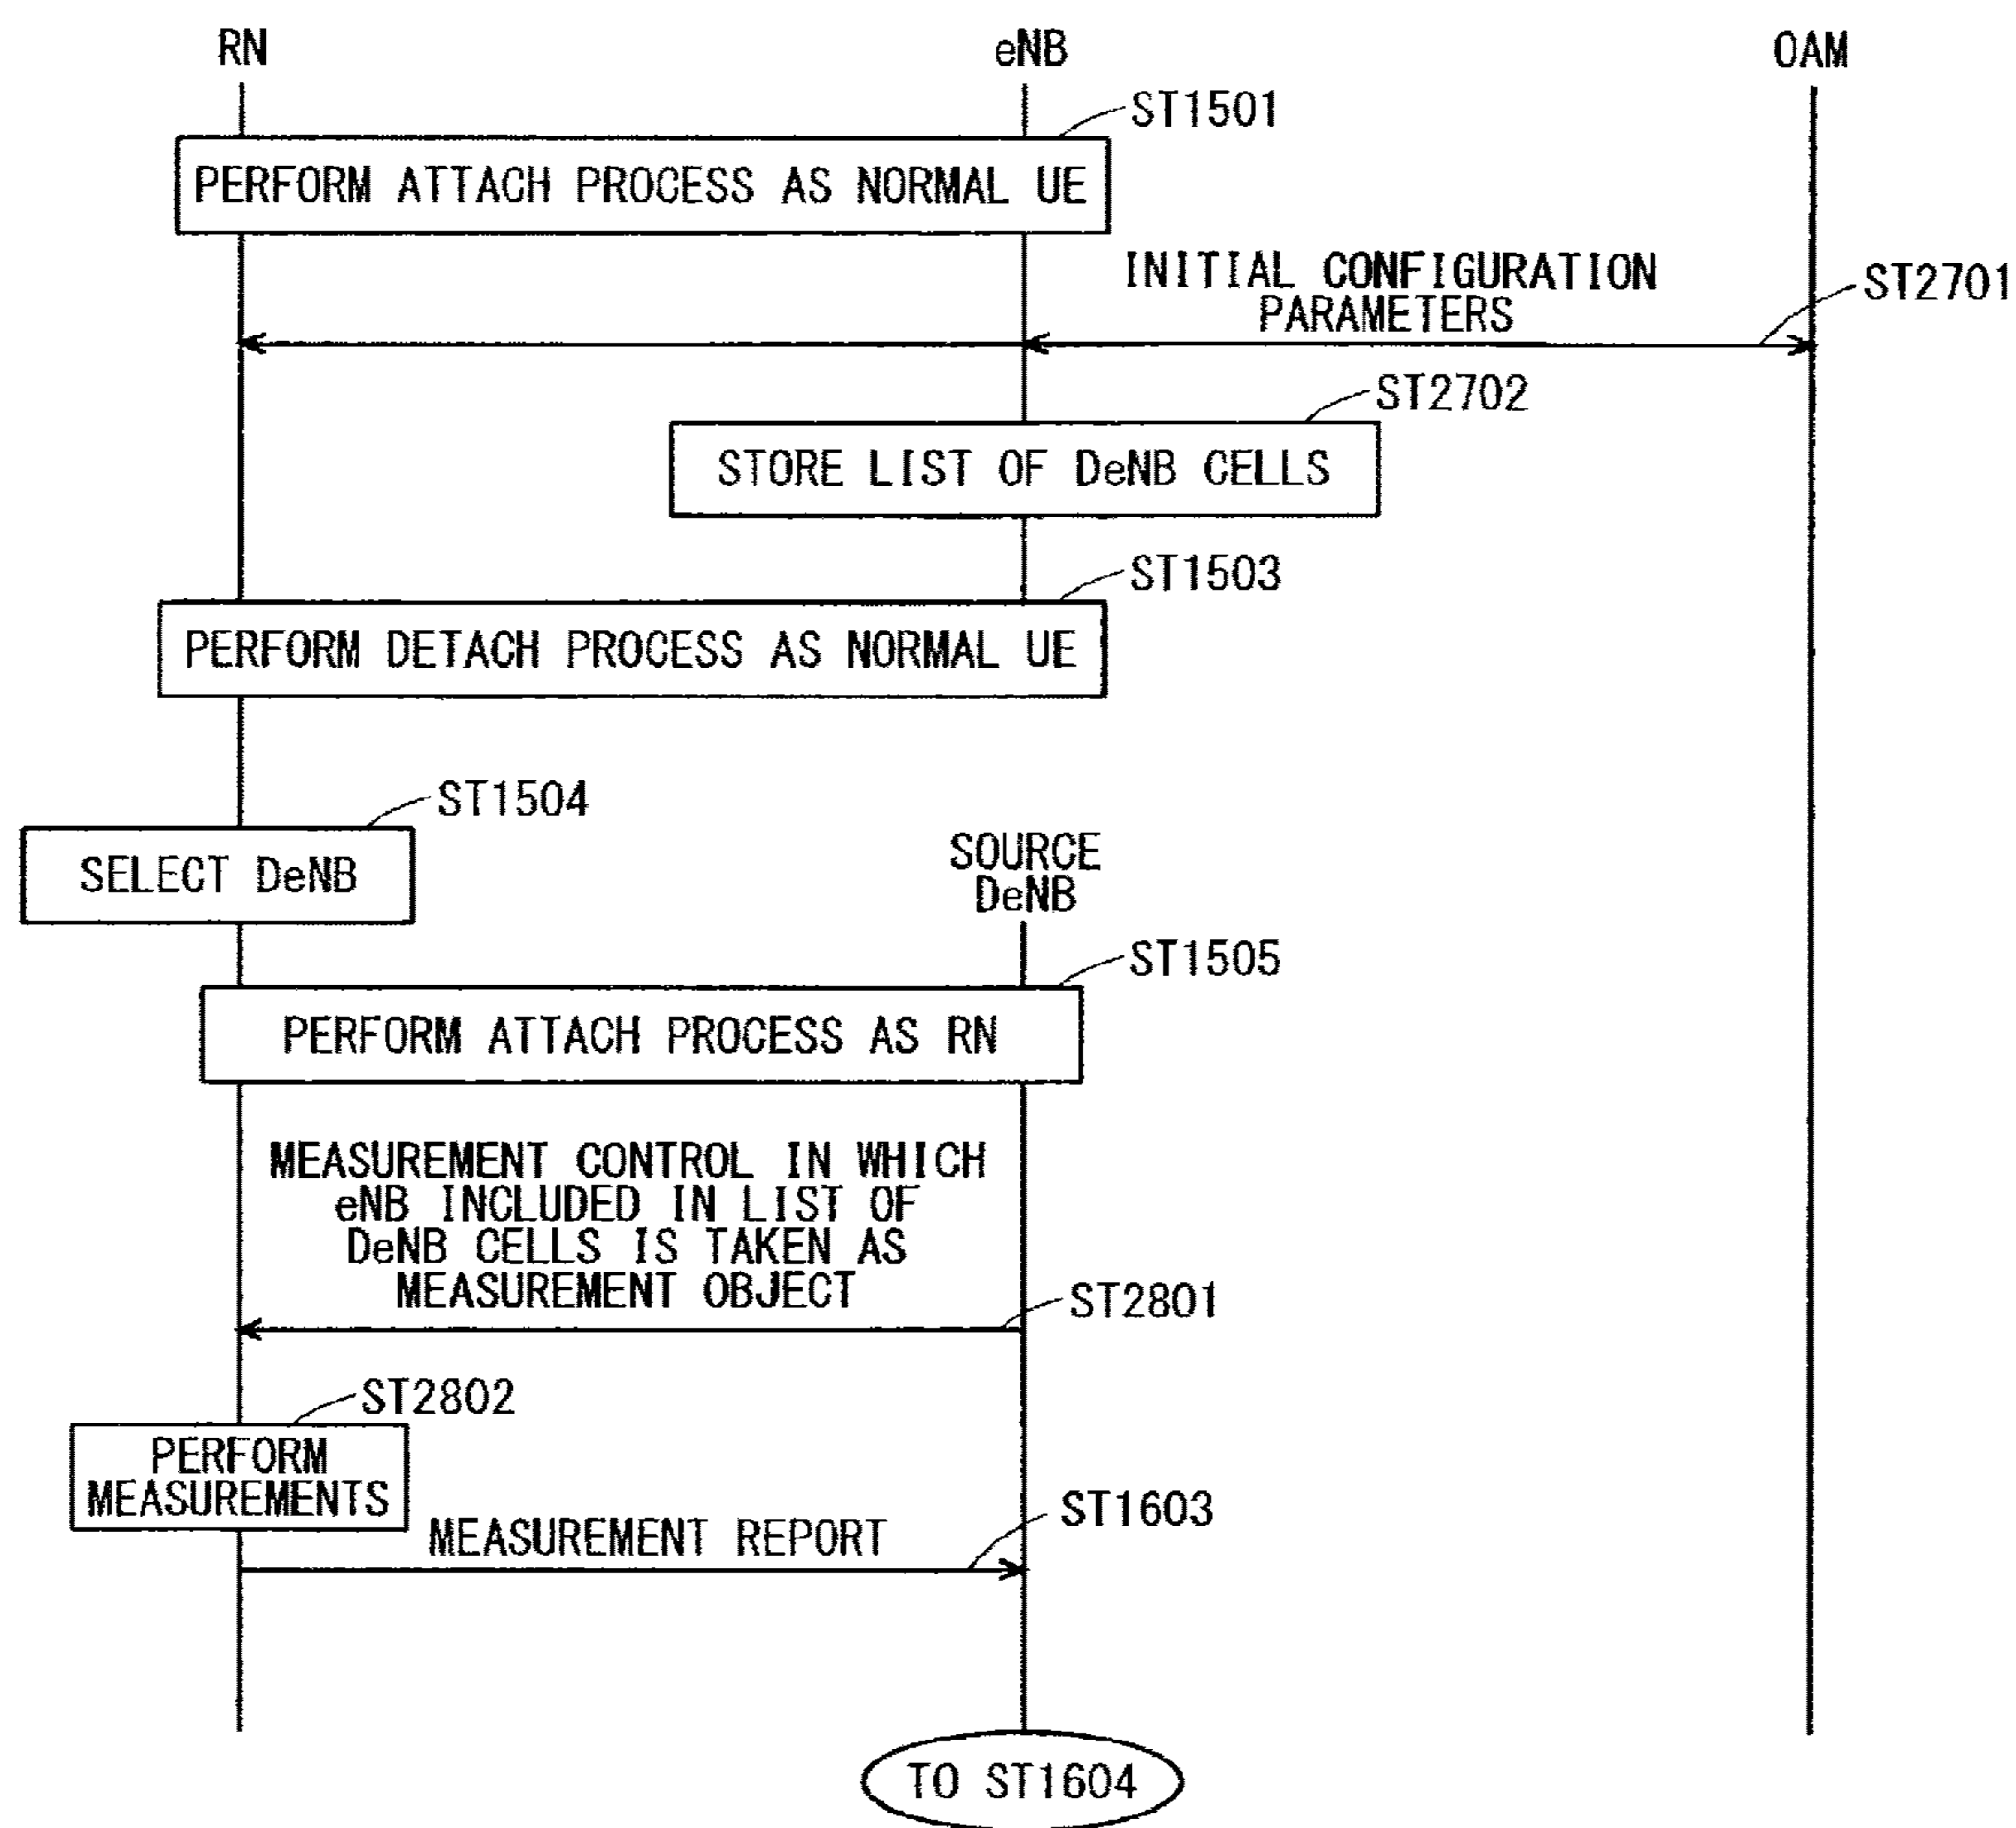 RN
eNB
OAM
ST1501
PERFORM ATTACH PROCESS AS NORMAL UE
INITIAL CONFIGURATION
PARAMETERS
ST2701
ST2702
STORE LIST OF DeNB CELLS
ST1503
PERFORM DETACH PROCESS AS NORMAL UE
ST1504
SELECT DeNB
SOURCE
DeNB
ST1505
PERFORM ATTACH PROCESS AS RN
MEASUREMENT CONTROL IN WHICH
eNB INCLUDED IN LIST OF
DeNB CELLS IS TAKEN AS
MEASUREMENT OBJECT
ST2801
ST2802
PERFORM
MEASUREMENTS
MEASUREMENT REPORT
ST1603
TO ST1604